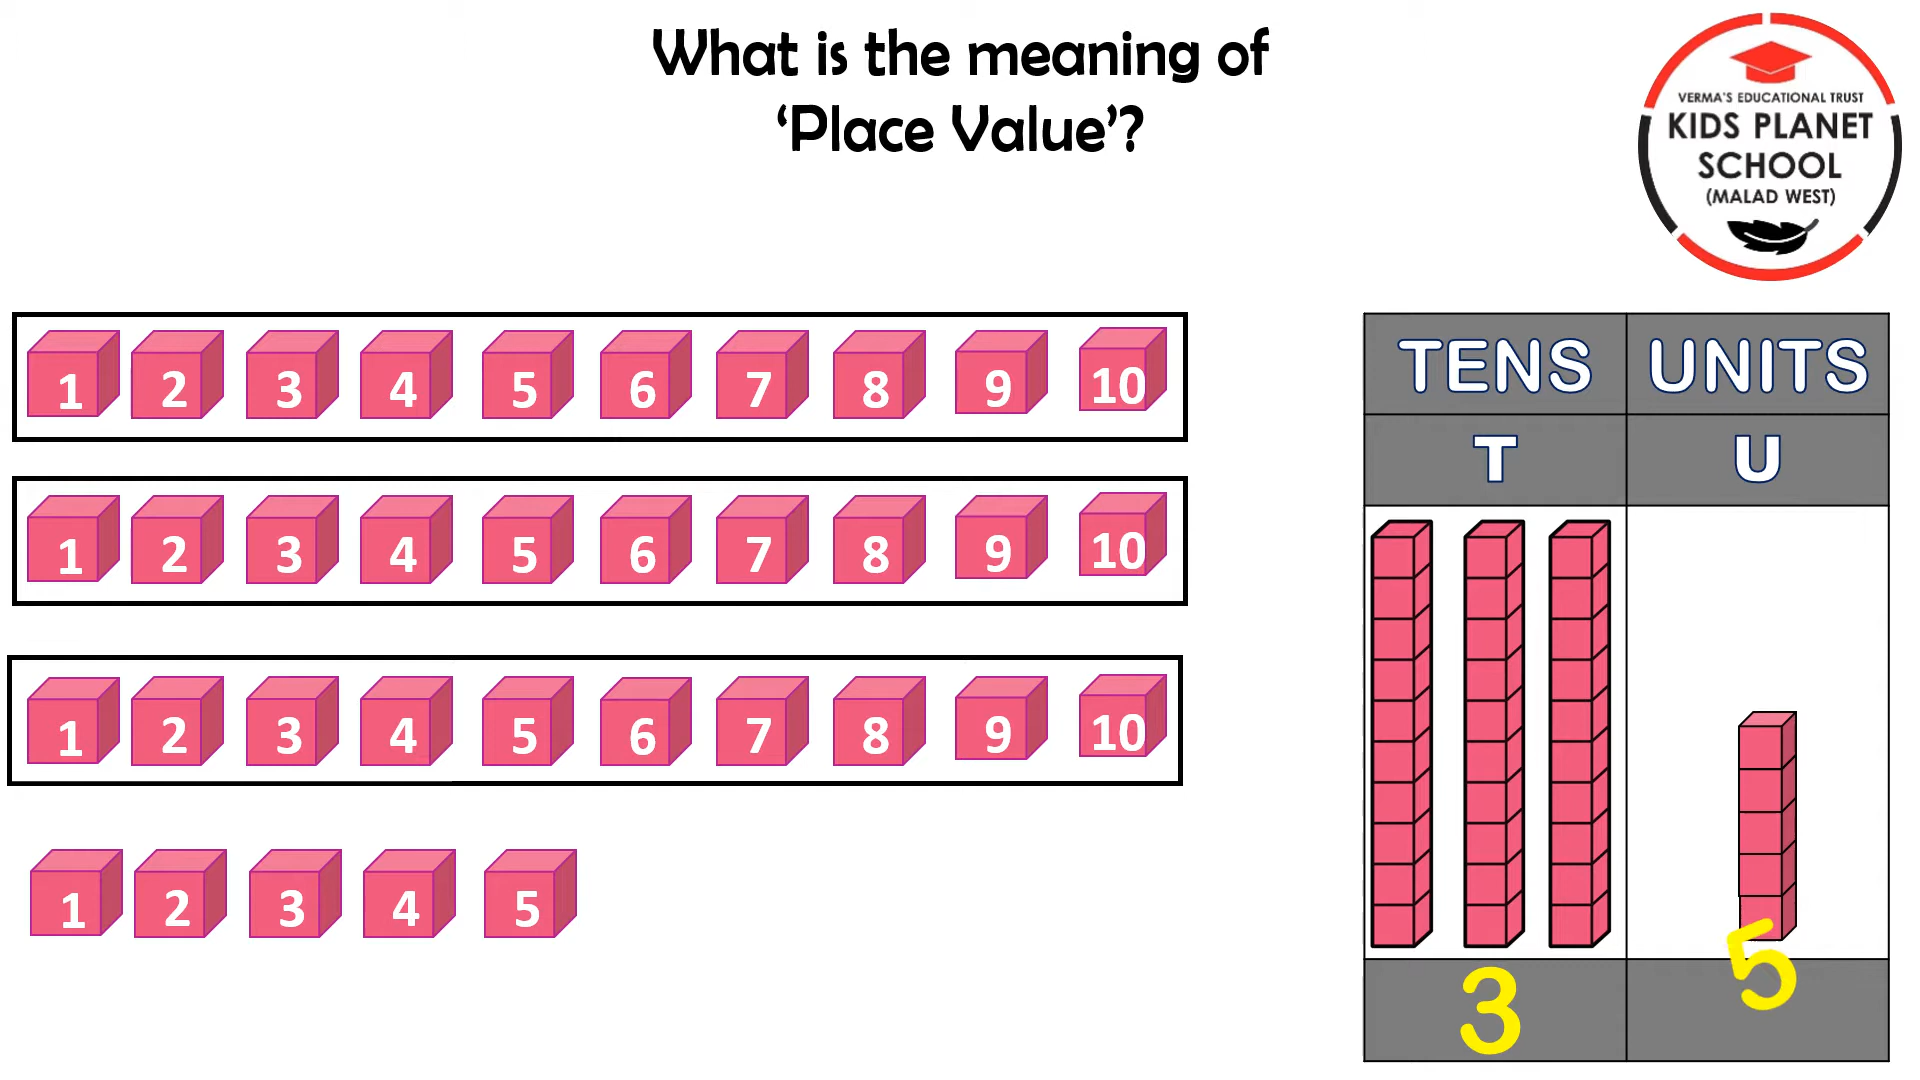 What is the meaning of
‘Place Value’?
VERMA'S EDUCATIONAL TRUST
KIDS PLANET
SCHOOL
(MALAD WEST)
1 2 3 4 5 6 7 8 9 10
1 2 3 4 5 6 7 8 9 10
1 2 3 4 5 6 7 8 9 10
1 2 3 4 5
TENS UNITS
T U
3 5